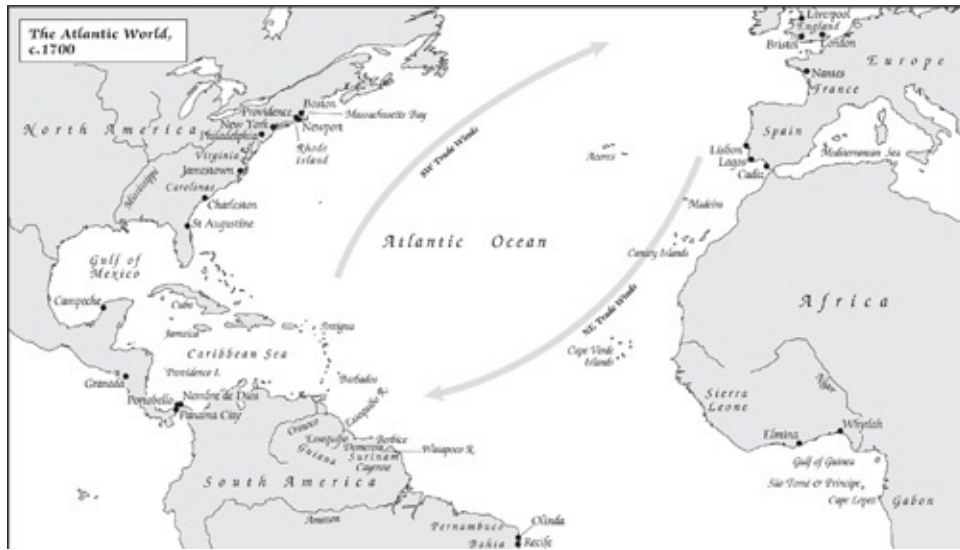 The Atlantic World,
c.1700
Liverpool
England
Bristol
London
Europe
Nantes
France
Boston
Providence
Massachusetts Bay
North America
New York
Newport
Philadelphia
Rhode
Island
Virginia
Jamestown
Mississippi
Carolinas
Charleston
St Augustine
SW Trade Winds
Azores
Spain
Lisbon
Lagos
Cadiz
Mediterranean Sea
Madeira
Atlantic Ocean
Canary Islands
Gulf of
Mexico
Campeche
Cuba
Jamaica
Antigua
Africa
NE Trade Winds
Cape Verde
Islands
Caribbean Sea
Providence I.
Barbados
Granada
Portobello
Nombre de Dios
Panama City
Essequibo R.
Orinoco
Essequibo
Berbice
Demerara
Guiana
Surinam
Cayenne
Wiapoco R.
South America
Amazon
Pernambuco
Olinda
Bahia
Recife
Sierra
Leone
Niger
Elmina
Whydah
Gulf of Guinea
São Tomé & Príncipe
Cape Lopez
Gabon